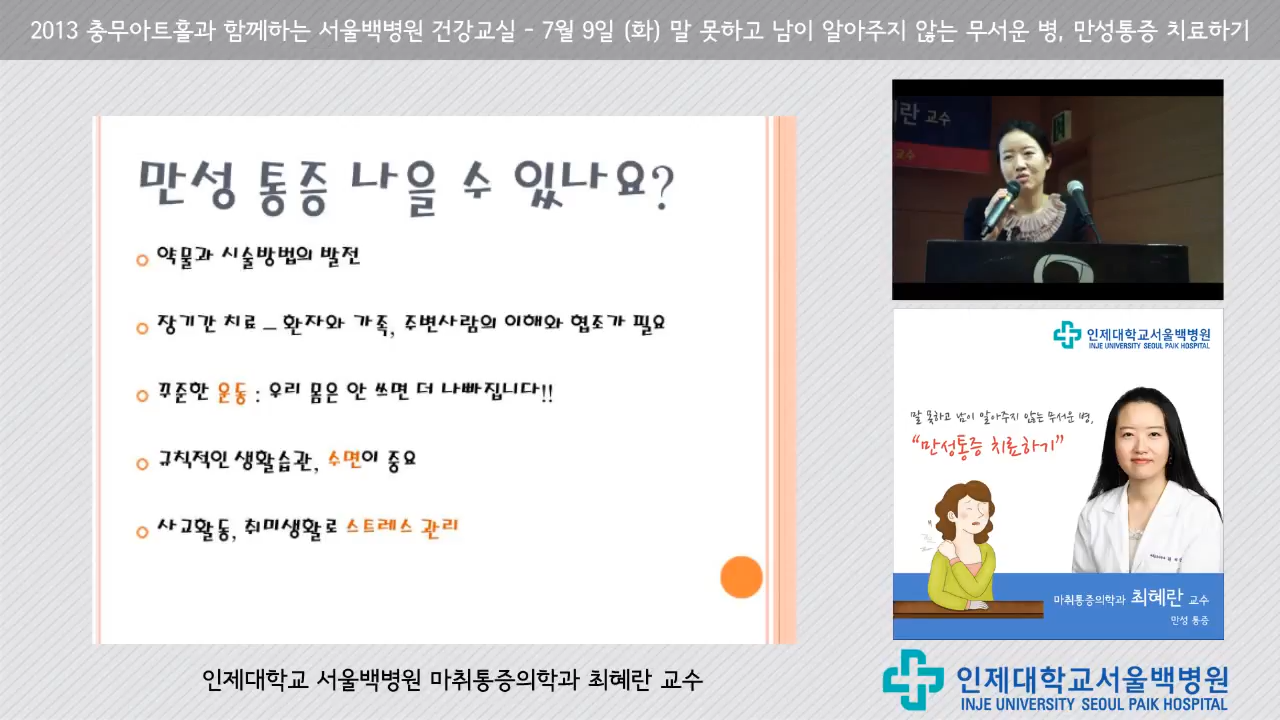 2013 충무아트홀과 함께하는 서울백병원 건강교실 - 7월 9일 (화) 말 못하고 남이 알아주지 않는 무서운 병, 만성통증 치료하기
만성 통증 나을 수 있나요?
약물과 시술방법의 발전
장기간 치료 – 환자와 가족, 주변사람의 이해와 협조가 필요
꾸준한 운동 : 우리 몸은 안 쓰면 더 나빠집니다!!
규칙적인 생활습관, 수면이 중요
사교활동, 취미생활로 스트레스 관리
인제대학교 서울백병원 마취통증의학과 최혜란 교수
란 교수
교수
인제대학교서울백병원
INJE UNIVERSITY SEOUL PAIK HOSPITAL
말 못하고 남이 알아주지 않는 무서운 병,
“만성통증 치료하기”
마취통증의학과 최혜란 교수
만성 통증
인제대학교서울백병원
INJE UNIVERSITY SEOUL PAIK HOSPITAL